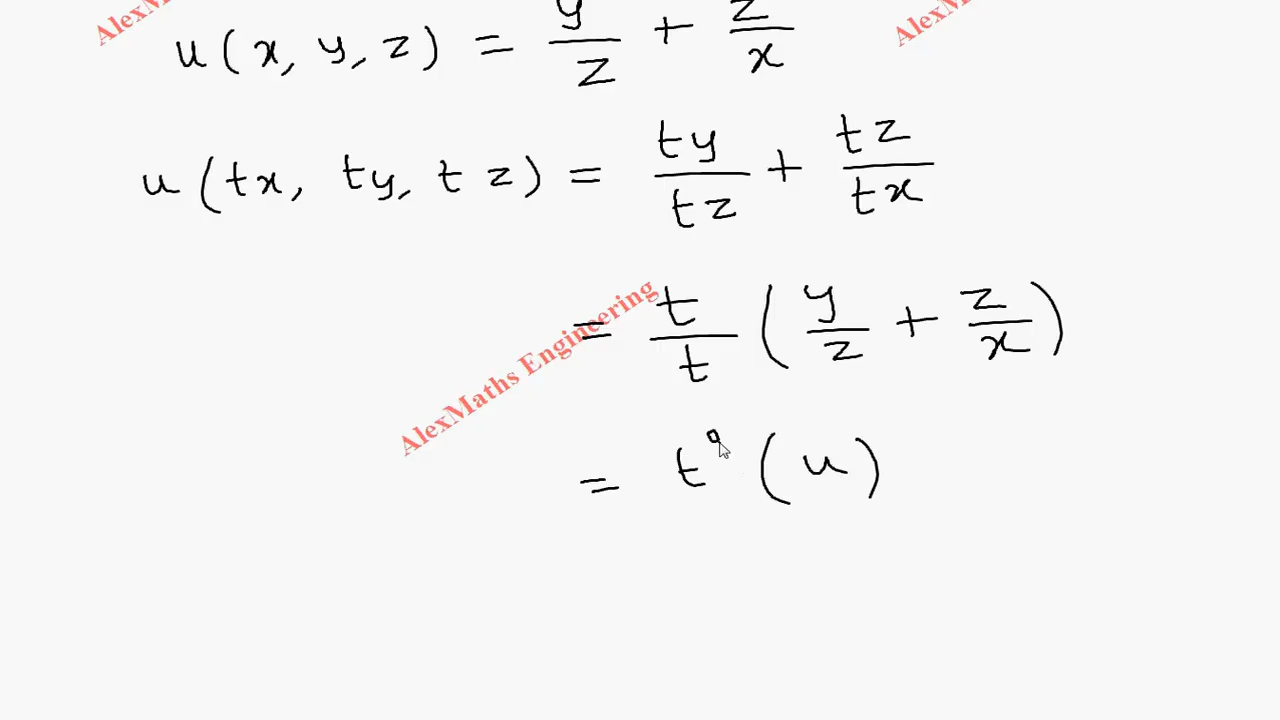 u(x, y, z) = y/z + z/x
u(tx, ty, tz) = ty/tz + tz/tx
= t/t (y/z + z/x)
= t⁰ (u)
AlexMaths Engineering